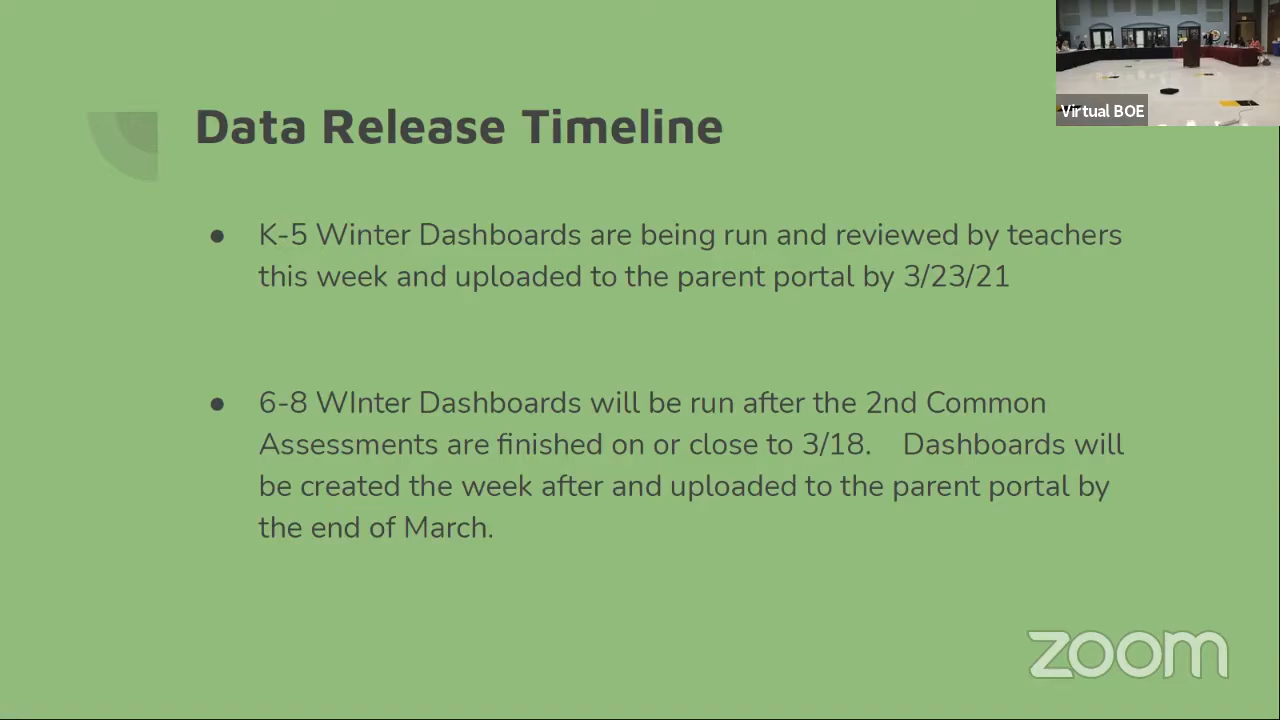 Virtual BOE
Data Release Timeline
● K-5 Winter Dashboards are being run and reviewed by teachers
this week and uploaded to the parent portal by 3/23/21
● 6-8 WInter Dashboards will be run after the 2nd Common
Assessments are finished on or close to 3/18. Dashboards will
be created the week after and uploaded to the parent portal by
the end of March.
zoom